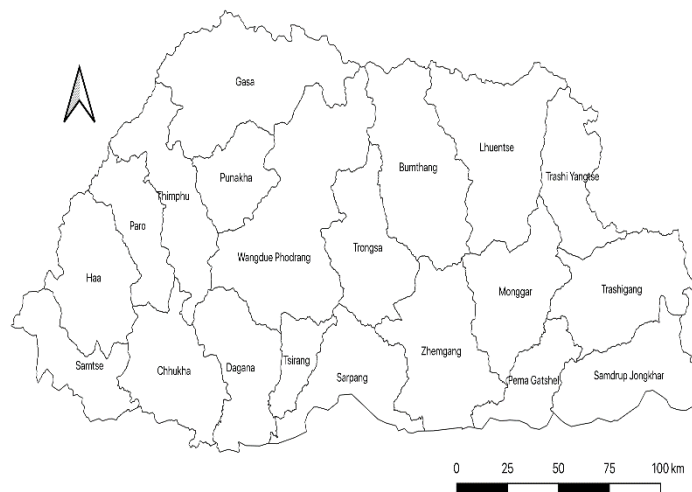 Gasa
Lhuentse
Bumthang
Punakha
Trashi Yangtse
Thimphu
Paro
Trongsa
Wangdue Phodrang
Haa
Monggar
Trashigang
Zhemgang
Tsirang
Samtse
Chhukha
Dagana
Sarpang
Pema Gatshel
Samdrup Jongkhar
0 25 50 75 100 km